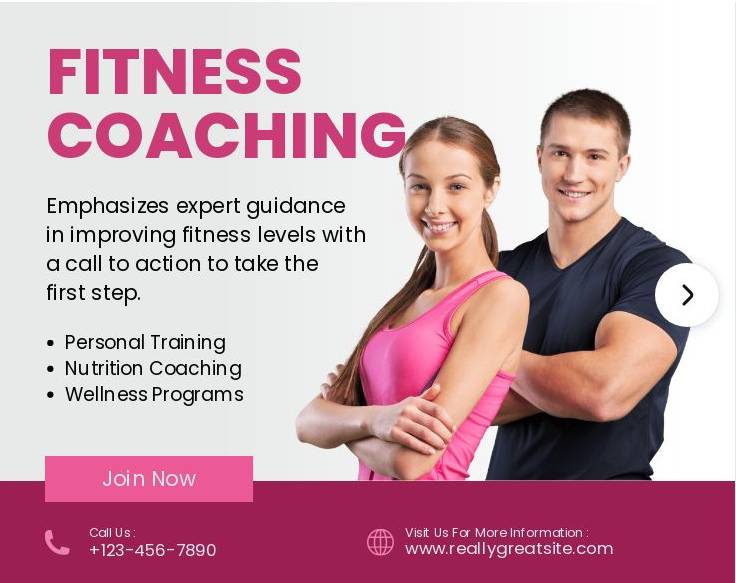 FITNESS
COACHING
Emphasizes expert guidance
in improving fitness levels with
a call to action to take the
first step.
• Personal Training
• Nutrition Coaching
• Wellness Programs
Join Now
Call Us :
+123-456-7890
Visit Us For More Information :
www.reallygreatsite.com